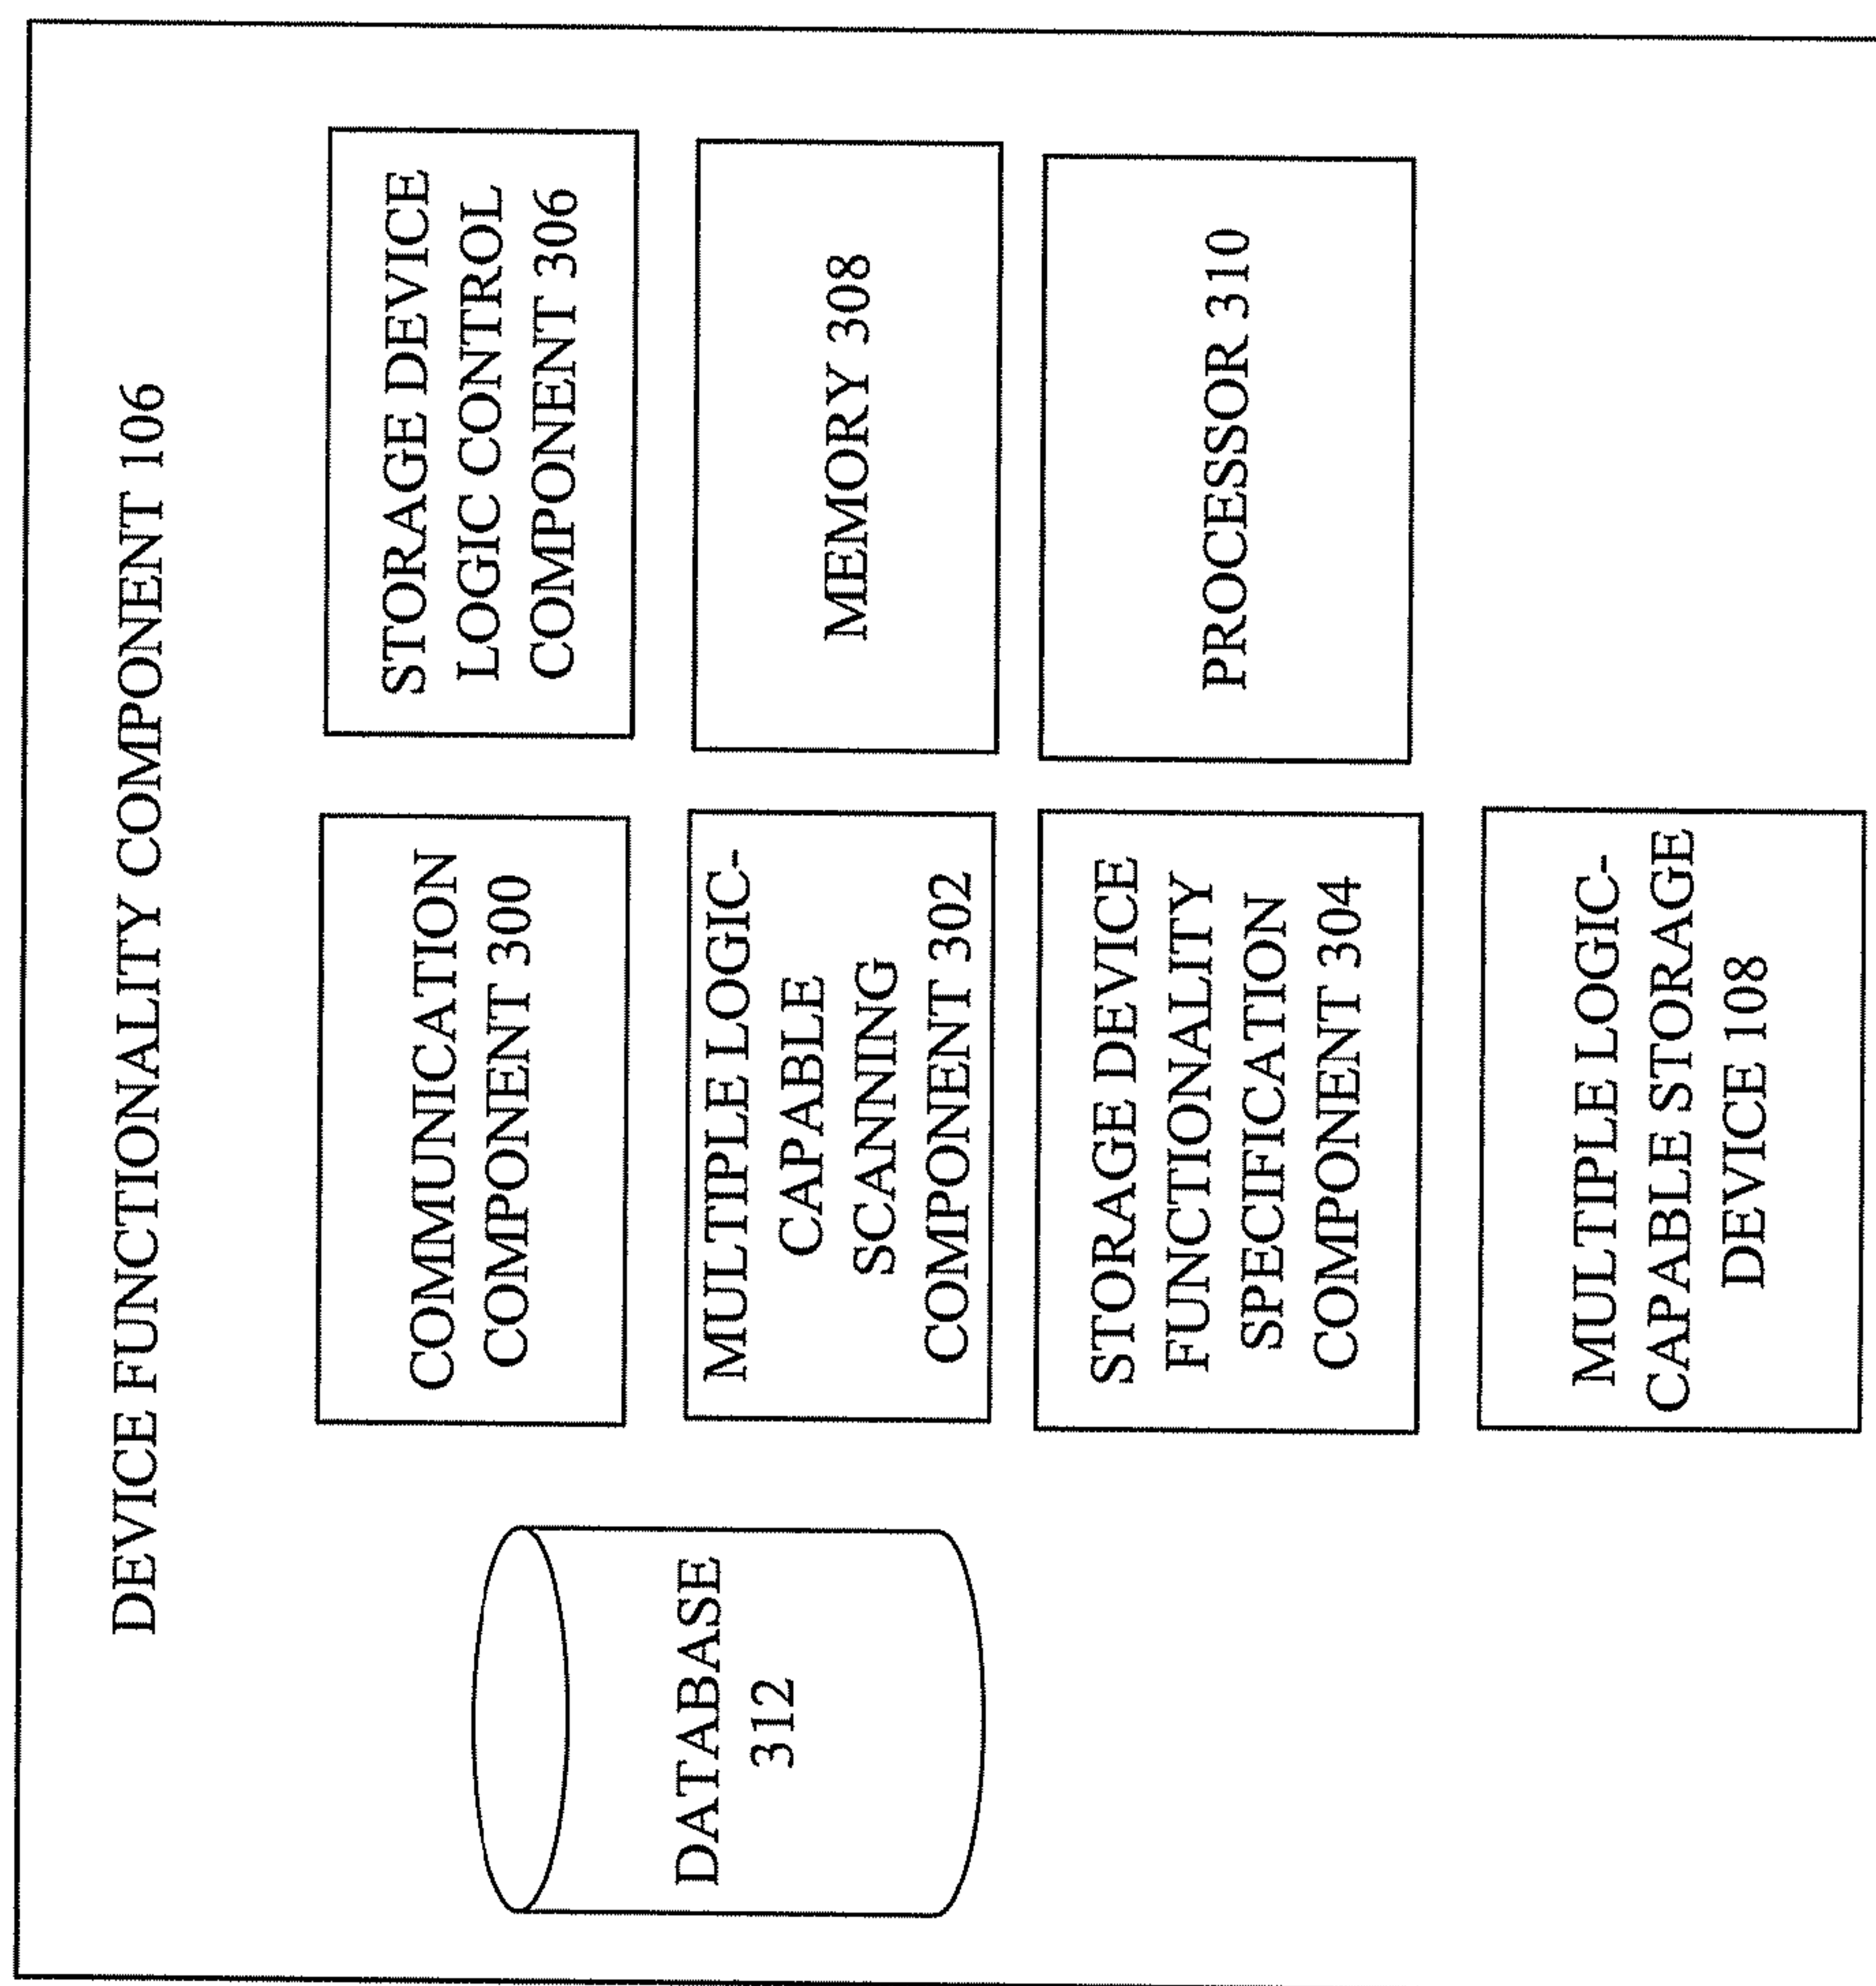 DEVICE FUNCTIONALITY COMPONENT 106
DATABASE
312
COMMUNICATION
COMPONENT 300
MULTIPLE LOGIC-
CAPABLE
SCANNING
COMPONENT 302
STORAGE DEVICE
FUNCTIONALITY
SPECIFICATION
COMPONENT 304
MULTIPLE LOGIC-
CAPABLE STORAGE
DEVICE 108
STORAGE DEVICE
LOGIC CONTROL
COMPONENT 306
MEMORY 308
PROCESSOR 310